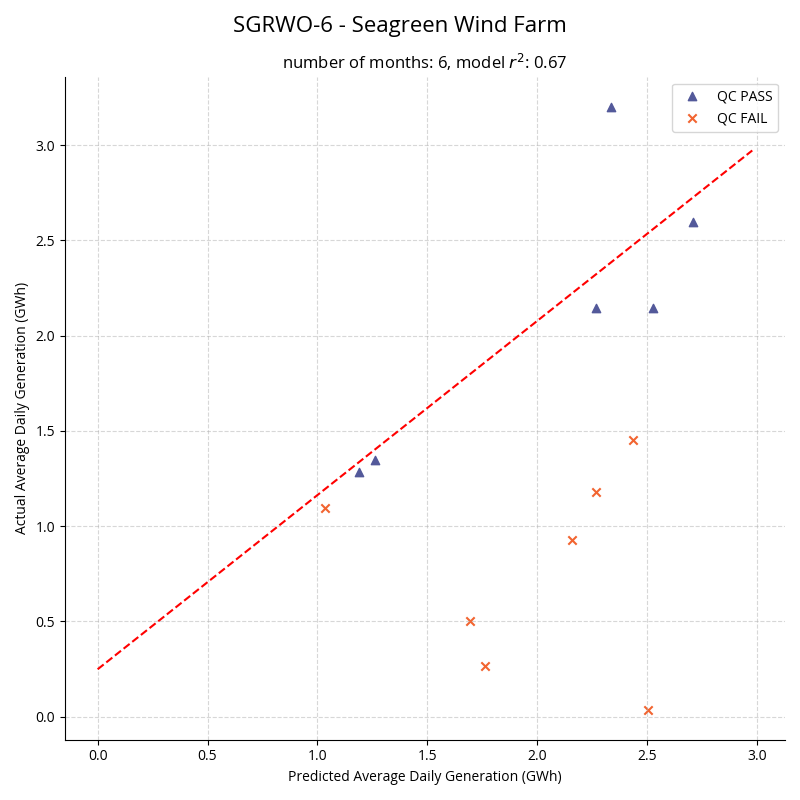 SGRWO-6 - Seagreen Wind Farm
number of months: 6, model r²: 0.67
QC PASS
QC FAIL
Actual Average Daily Generation (GWh)
3.0
2.5
2.0
1.5
1.0
0.5
0.0
0.0 0.5 1.0 1.5 2.0 2.5 3.0
Predicted Average Daily Generation (GWh)